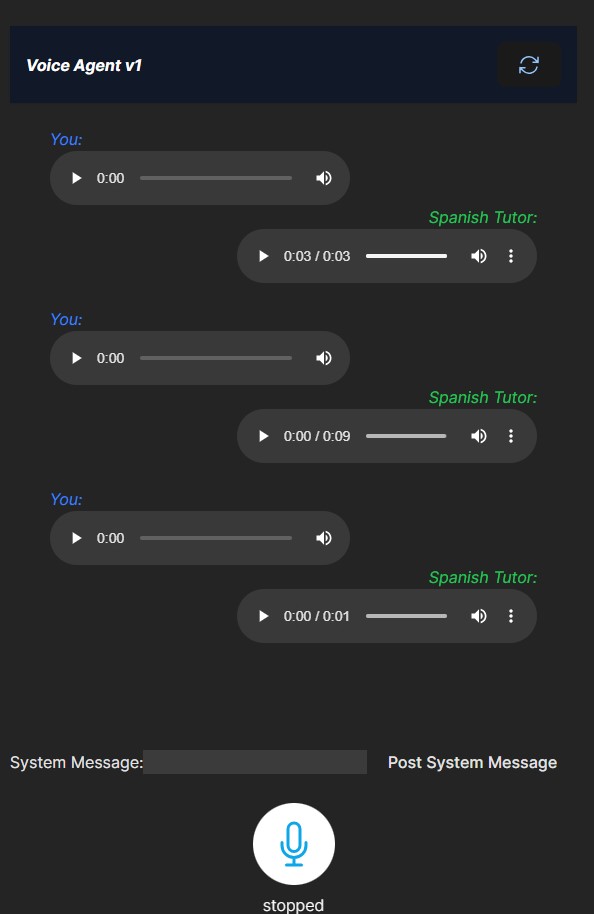 Voice Agent v1
You:
0:00
Spanish Tutor:
0:03 / 0:03
You:
0:00
Spanish Tutor:
0:00 / 0:09
You:
0:00
Spanish Tutor:
0:00 / 0:01
System Message: Post System Message
stopped